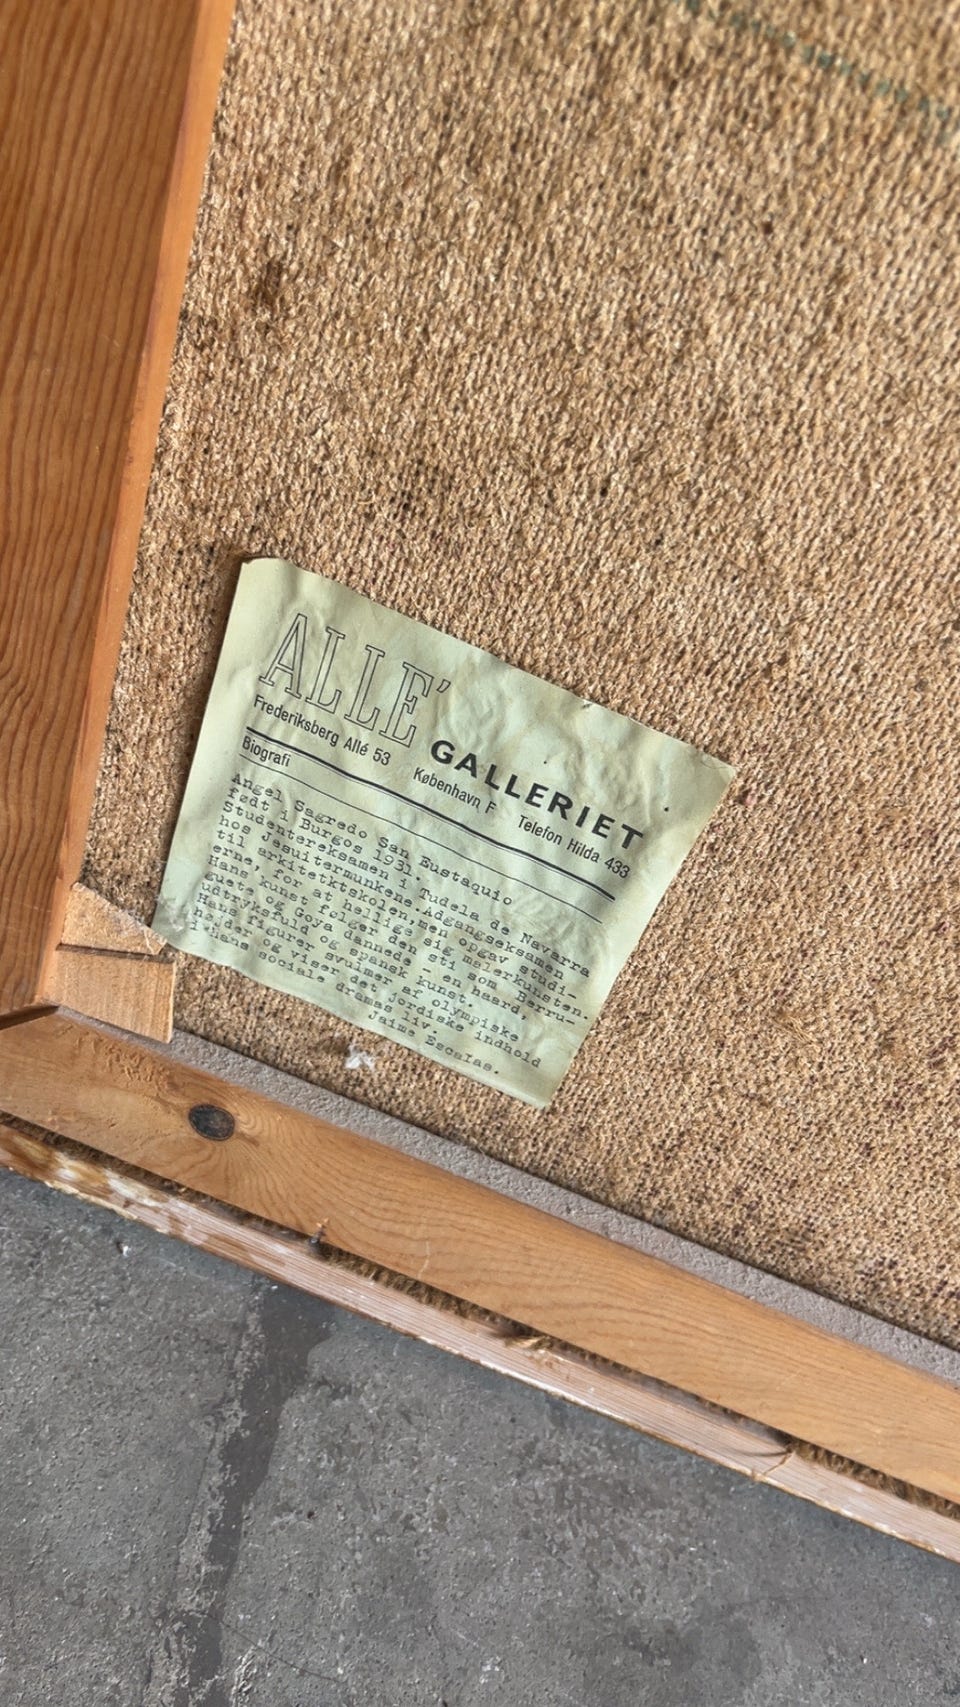 ALLE'
GALLERIET
Frederiksberg Allé 53 København F Telefon Hilda 433
Biografi
Angel Sagredo San Eustaquio
født i Burgos 1931.
Studentereksamen i Tudela de Navarra
hos Jesuitermunkene. Adgangseksamen
til arkitetktskolen,men opgav studi-
erne, for at hellige sig malerkunsten.
Hans kunst følger den sti som Berru-
guete og Goya dannede - en haard,
udtryksfuld og spansk kunst.
Hans figurer svulmer af olympiske
højder og viser det jordiske indhold
i Hans sociale dramas liv.
Jaime Escalas.